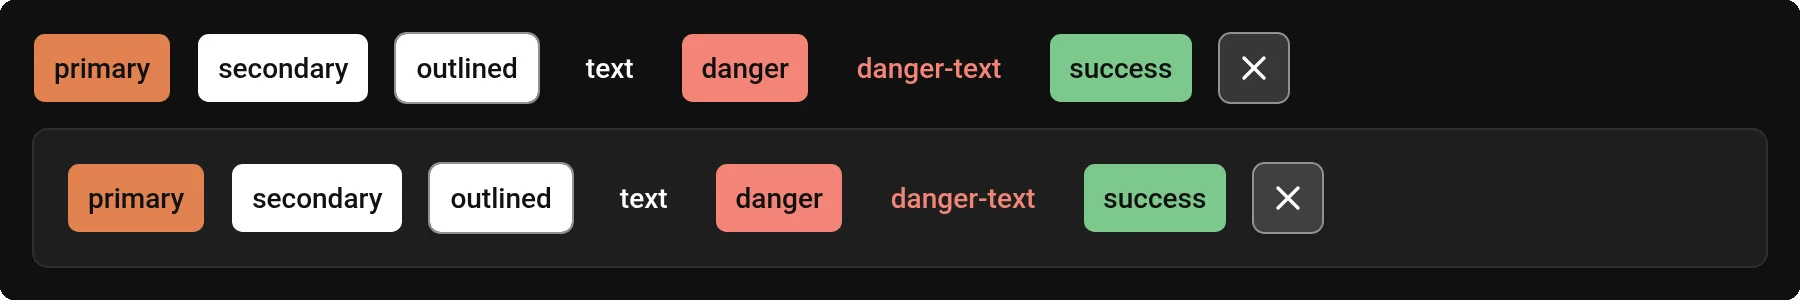 primary secondary outlined text danger danger-text success
primary secondary outlined text danger danger-text success